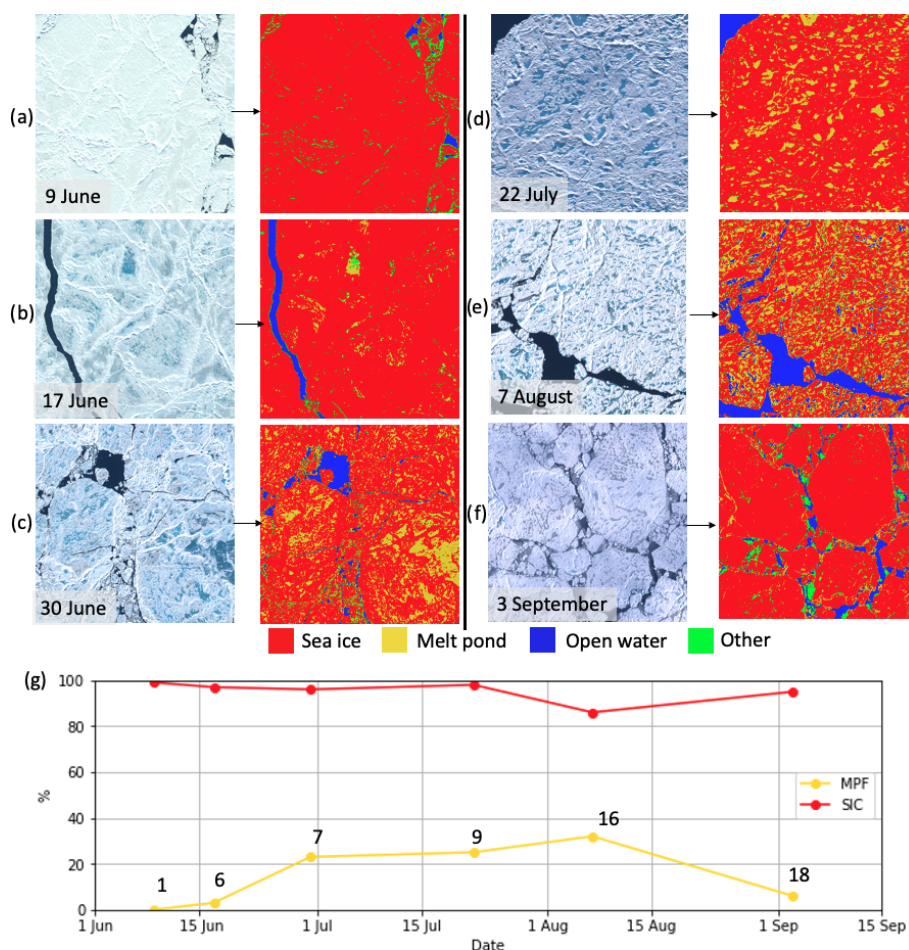 (a)
9 June
(d)
22 July
(b)
17 June
(e)
7 August
(c)
30 June
(f)
3 September
Sea ice Melt pond Open water Other
(g)
100
80
60
40
20
0
%
1
6
7
9
16
18
MPF
SIC
1 Jun 15 Jun 1 Jul 15 Jul 1 Aug 15 Aug 1 Sep 15 Sep
Date